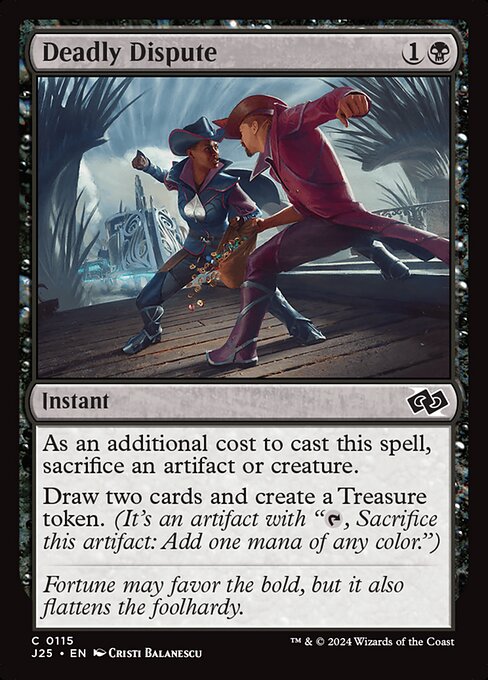 Deadly Dispute 1
Instant
As an additional cost to cast this spell,
sacrifice an artifact or creature.
Draw two cards and create a Treasure
token. (It's an artifact with “, Sacrifice
this artifact: Add one mana of any color.”)
Fortune may favor the bold, but it also
flattens the foolhardy.
C 0115
J25 • EN Cristi Balanescu
™ & © 2024 Wizards of the Coast